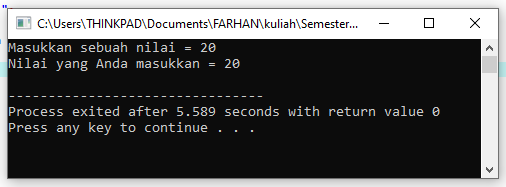 C:\Users\THINKPAD\Documents\FARHAN\kuliah\Semester...
Masukkan sebuah nilai = 20
Nilai yang Anda masukkan = 20
--------------------------------
Process exited after 5.589 seconds with return value 0
Press any key to continue . . .